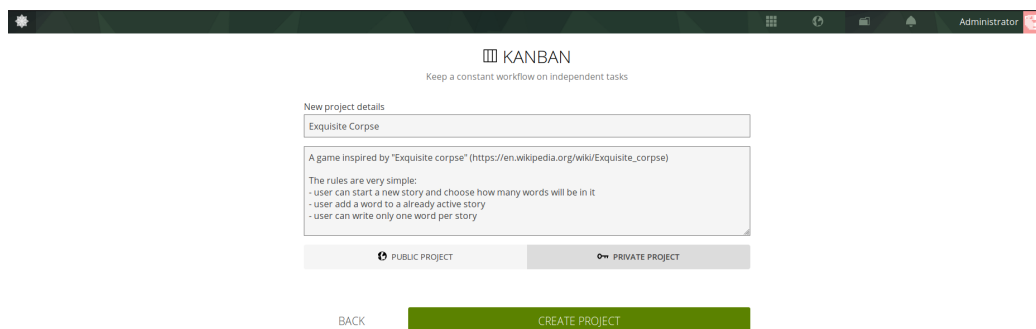 Administrator
KANBAN
Keep a constant workflow on independent tasks
New project details
Exquisite Corpse
A game inspired by "Exquisite corpse" (https://en.wikipedia.org/wiki/Exquisite_corpse)
The rules are very simple:
- user can start a new story and choose how many words will be in it
- user add a word to a already active story
- user can write only one word per story
PUBLIC PROJECT
PRIVATE PROJECT
BACK
CREATE PROJECT